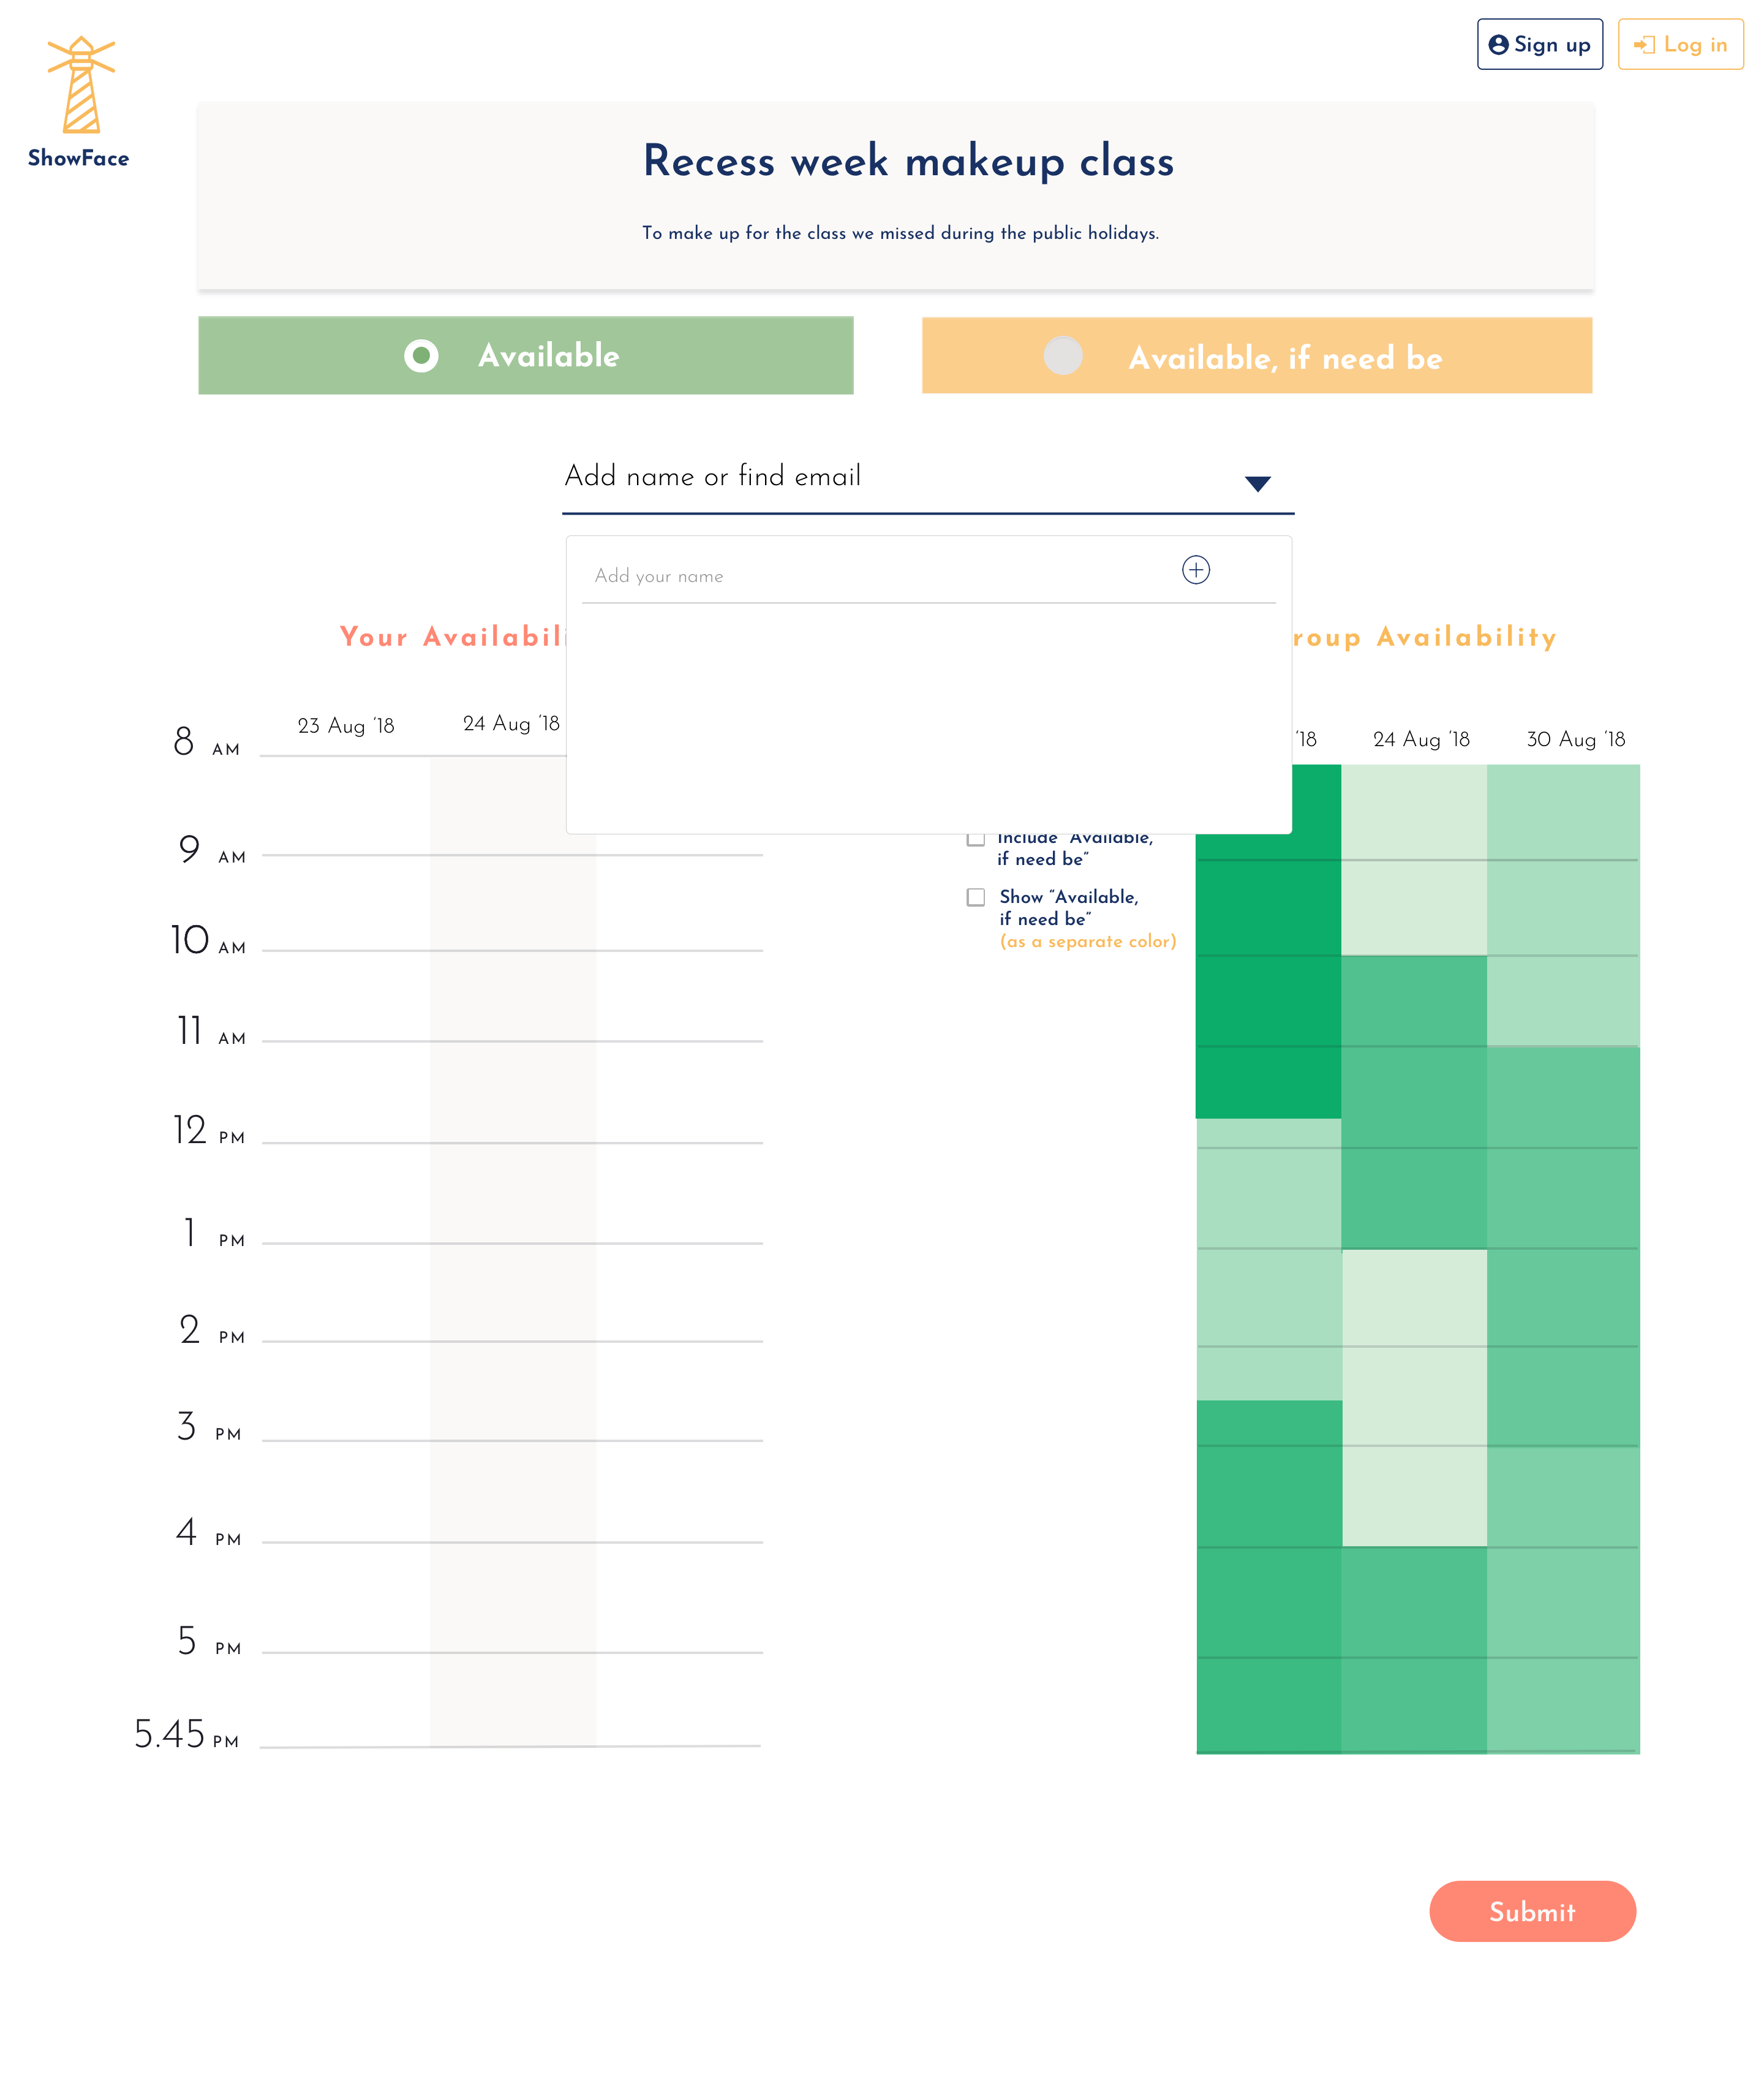 Sign up
Log in
ShowFace
Recess week makeup class
To make up for the class we missed during the public holidays.
Available
Available, if need be
Add name or find email
Add your name
Your Availabili
roup Availability
23 Aug ‘18
24 Aug ‘18
‘18
24 Aug ‘18
30 Aug ‘18
8 AM
9 AM
Include “Available,
if need be”
Show “Available,
if need be”
(as a separate color)
10 AM
11 AM
12 PM
1 PM
2 PM
3 PM
4 PM
5 PM
5.45 PM
Submit